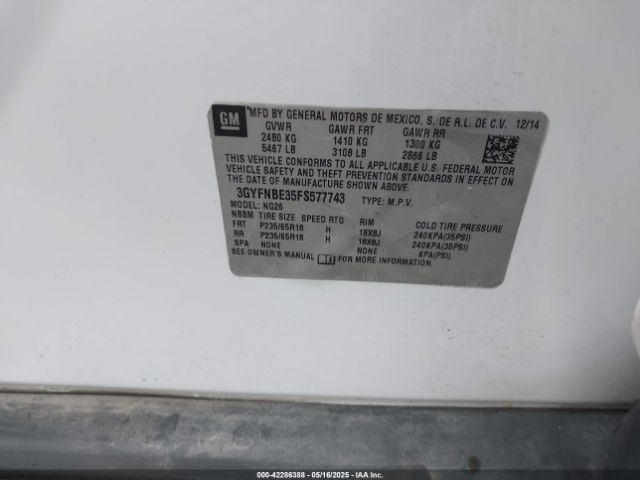 GM
MFD BY GENERAL MOTORS DE MEXICO, S. DE R.L. DE C.V. 12/14
GVWR GAWR FRT GAWR RR
2480 KG 1410 KG 1300 KG
5467 LB 3108 LB 2866 LB
THIS VEHICLE CONFORMS TO ALL APPLICABLE U.S. FEDERAL MOTOR
VEHICLE SAFETY AND THEFT PREVENTION STANDARDS IN EFFECT ON
THE DATE OF MANUFACTURE SHOWN ABOVE.
3GYFNBE35FS577743 TYPE: M.P.V.
MODEL: NG26
NBBM TIRE SIZE SPEED RTG RIM COLD TIRE PRESSURE
FRT P235/65R18 H 18X8J 240KPA(35PSI)
RR P235/65R18 H 18X8J 240KPA(35PSI)
SPA NONE NONE KPA(PSI)
SEE OWNER'S MANUAL FOR MORE INFORMATION.
000-42286388 05/16/2025 IAAI.COM